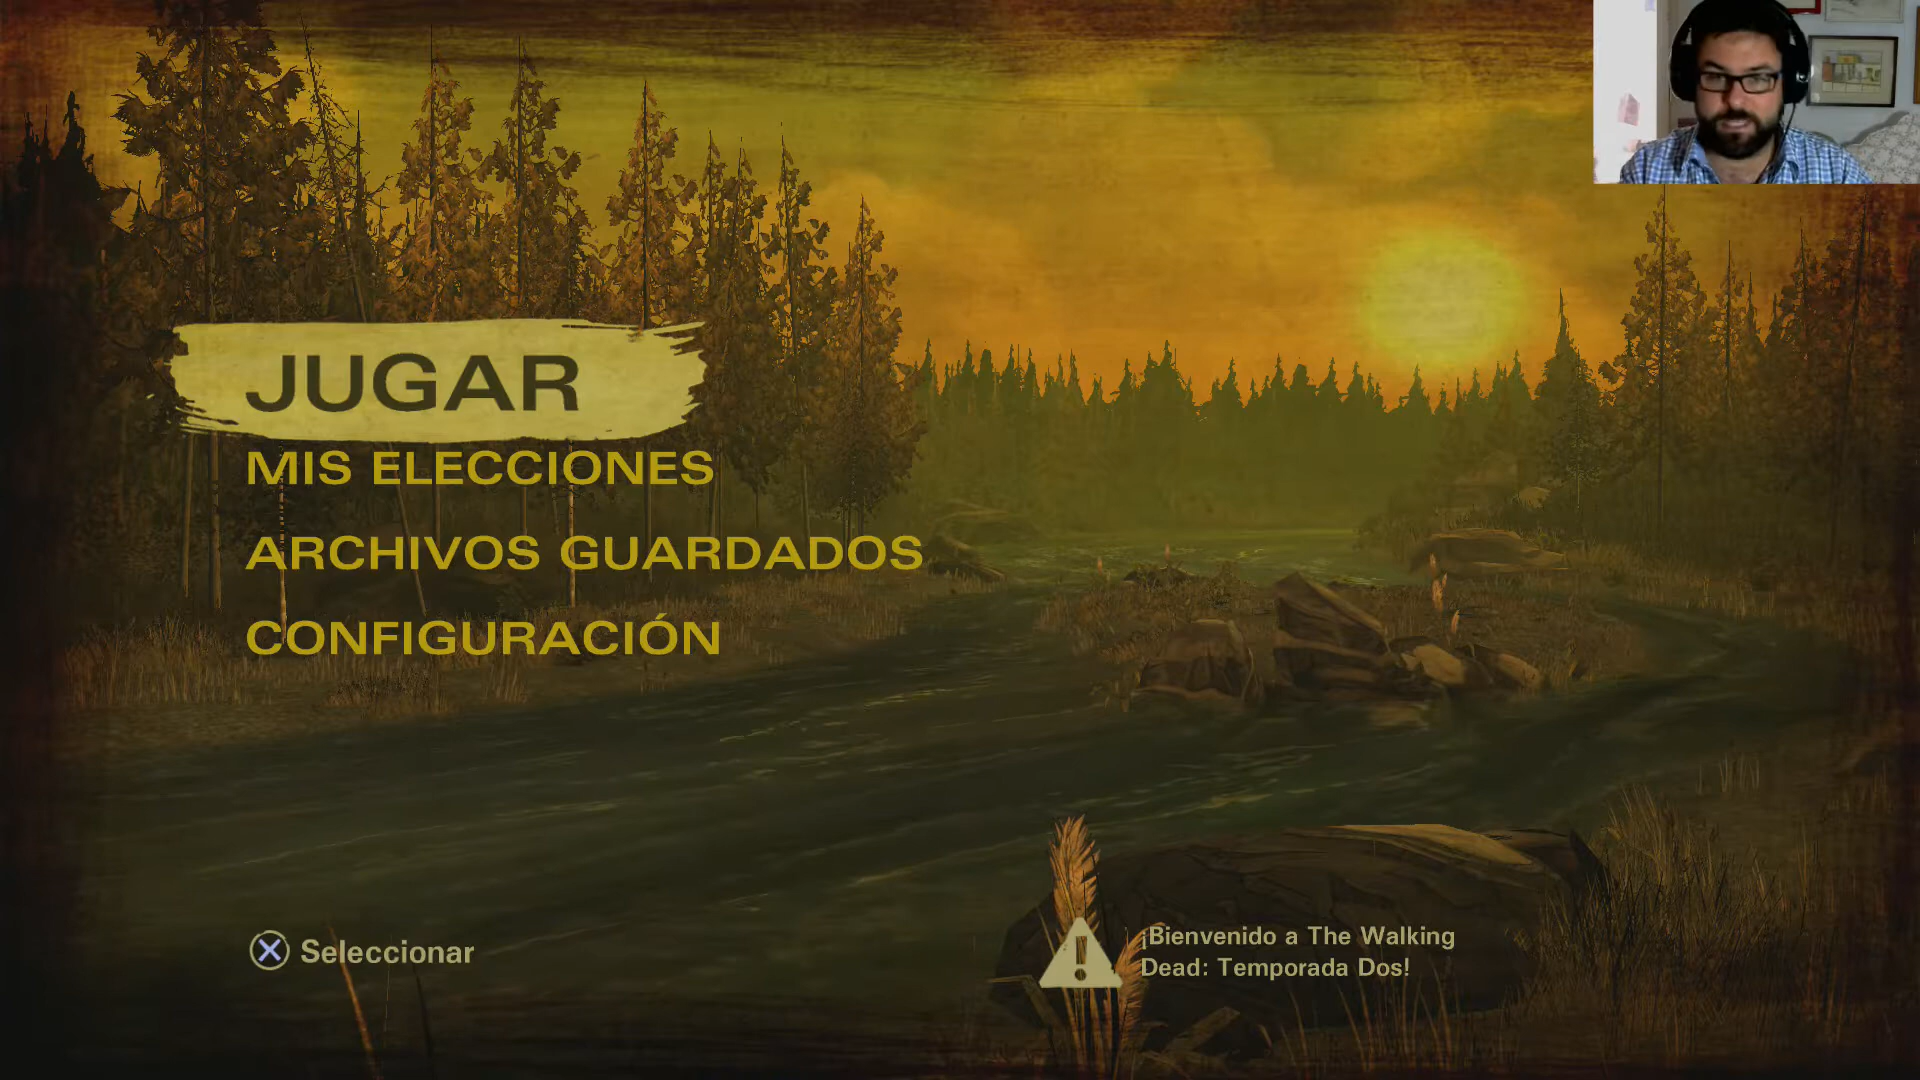 JUGAR
MIS ELECCIONES
ARCHIVOS GUARDADOS
CONFIGURACIÓN
Seleccionar
¡Bienvenido a The Walking
Dead: Temporada Dos!